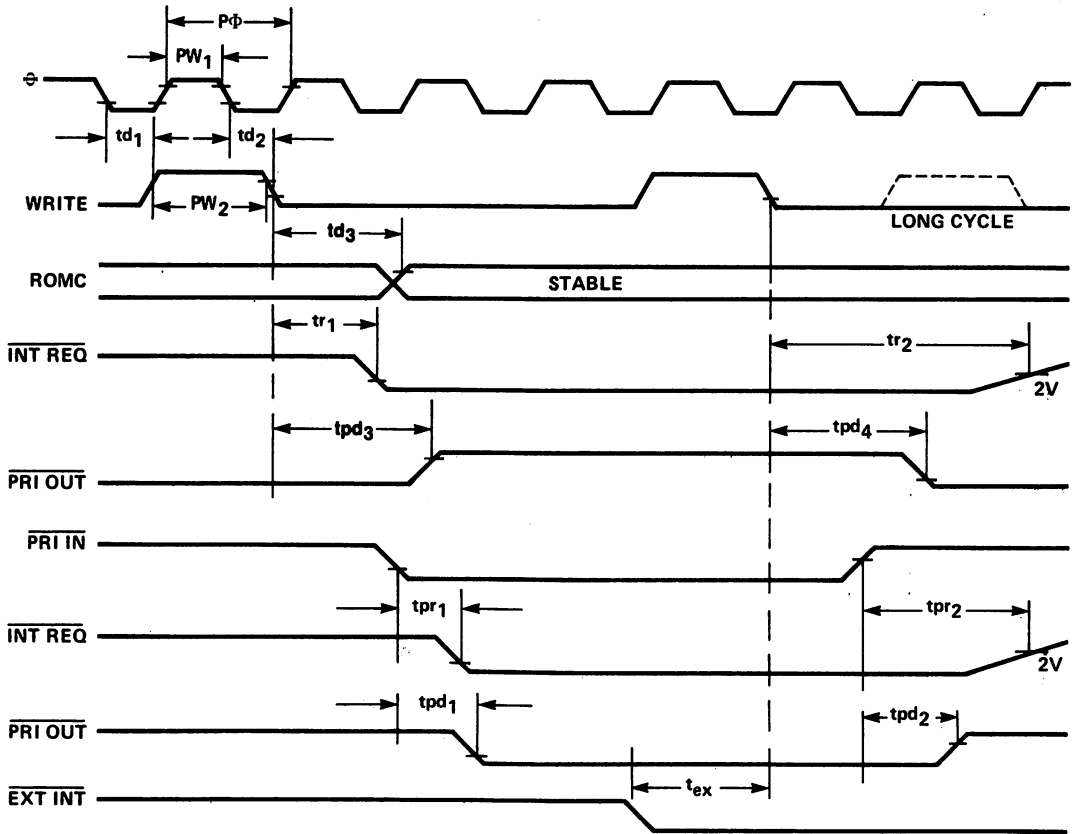 PΦ
PW1
Φ
td1
td2
WRITE
PW2
LONG CYCLE
td3
ROMC
STABLE
tr1
tr2
INT REQ
2V
tpd3
tpd4
PRI OUT
PRI IN
tpr1
tpr2
INT REQ
2V
tpd1
tpd2
PRI OUT
tex
EXT INT